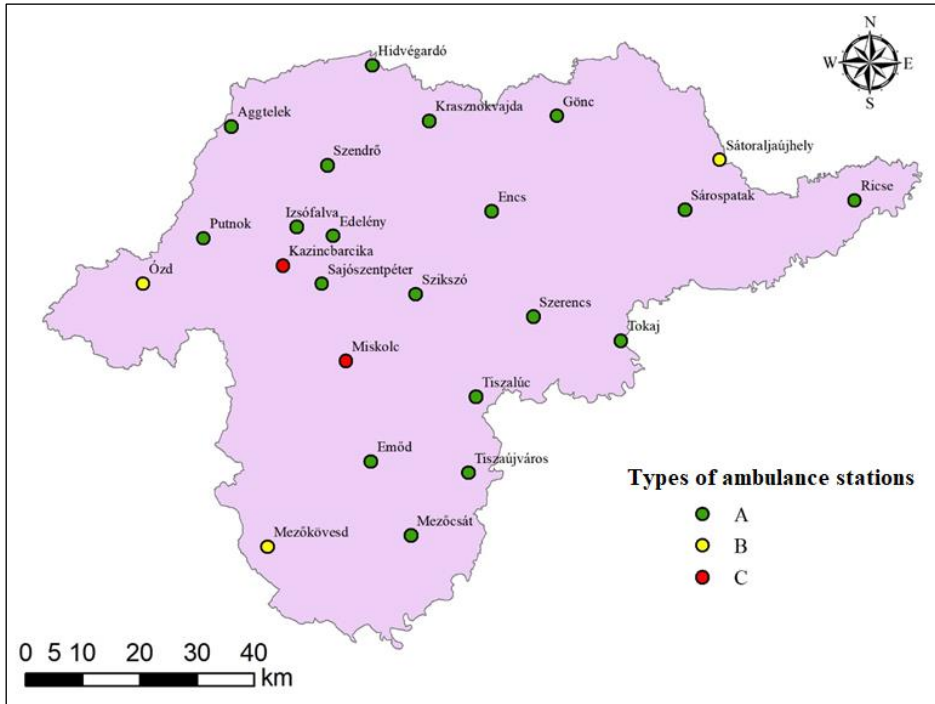 N
W E
S
Hidvégardó
Aggtelek
Krasznokvajda
Gönc
Szendrő
Sátoraljaújhely
Putnok
Izsófalva
Edelény
Encs
Sárospatak
Ricse
Kazincbarcika
Ózd
Sajószentpéter
Szikszó
Szerencs
Tokaj
Miskolc
Tiszalúc
Emőd
Tiszaújváros
Mezőkövesd
Mezőcsát
Types of ambulance stations
A
B
C
0 5 10 20 30 40
km